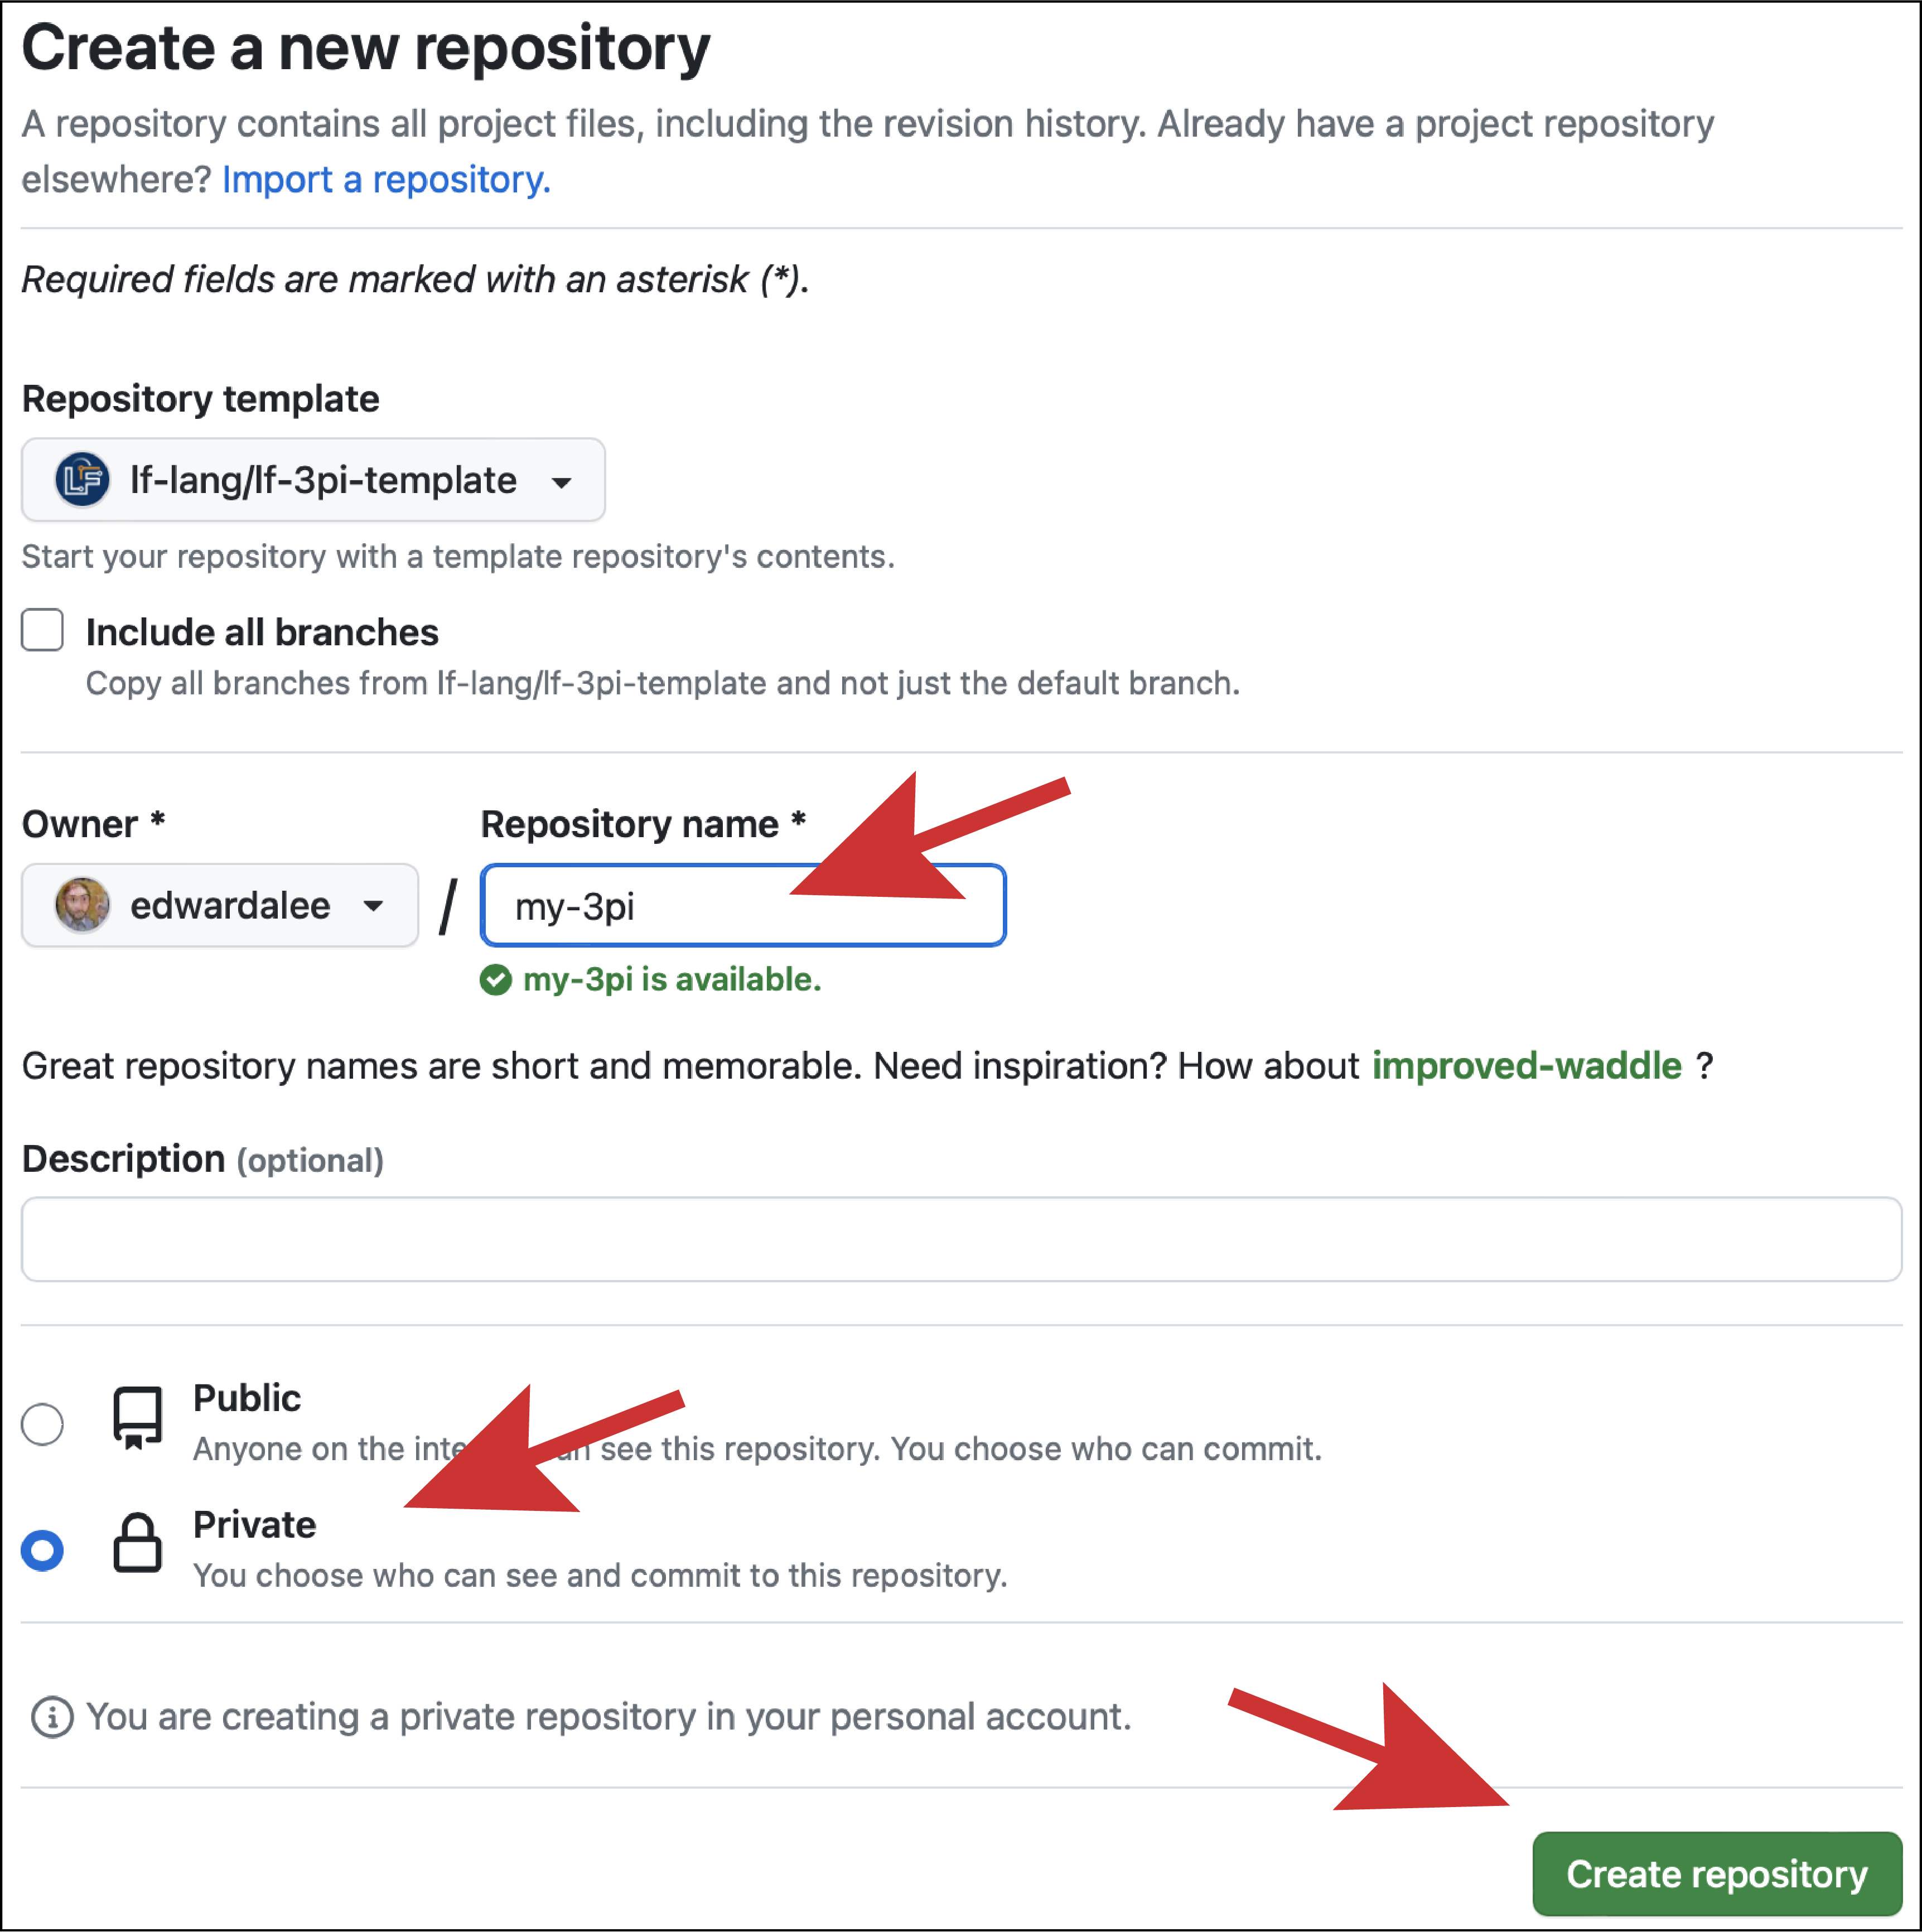 Create a new repository
A repository contains all project files, including the revision history. Already have a project repository
elsewhere? Import a repository.
Required fields are marked with an asterisk (*).
Repository template
LF lf-lang/lf-3pi-template
Start your repository with a template repository's contents.
Include all branches
Copy all branches from lf-lang/lf-3pi-template and not just the default branch.
Owner * Repository name *
edwardalee / my-3pi
my-3pi is available.
Great repository names are short and memorable. Need inspiration? How about improved-waddle ?
Description (optional)
Public
Anyone on the see this repository. You choose who can commit.
Private
You choose who can see and commit to this repository.
You are creating a private repository in your personal account.
Create repository